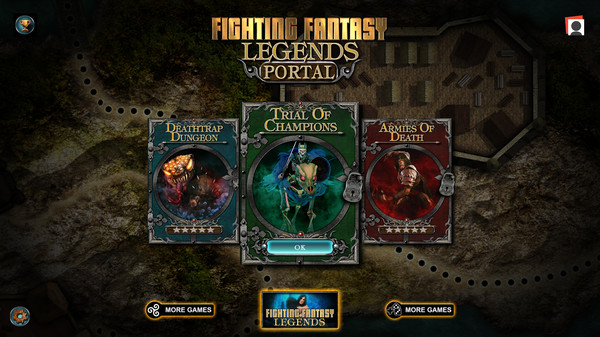 FIGHTING FANTASY
LEGENDS
PORTAL
DEATHTRAP
DUNGEON
TRIAL OF
CHAMPIONS
ARMIES OF
DEATH
OK
MORE GAMES
FIGHTING FANTASY
LEGENDS
MORE GAMES